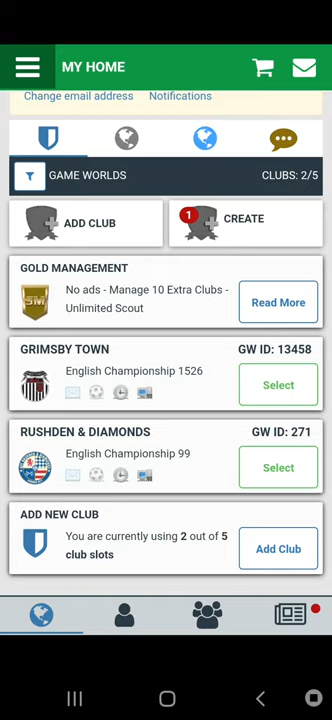 MY HOME
Change email address Notifications
GAME WORLDS CLUBS: 2/5
ADD CLUB
1
CREATE
GOLD MANAGEMENT
SM
No ads - Manage 10 Extra Clubs -
Unlimited Scout
Read More
GRIMSBY TOWN GW ID: 13458
English Championship 1526
Select
RUSHDEN & DIAMONDS GW ID: 271
English Championship 99
Select
ADD NEW CLUB
You are currently using 2 out of 5
club slots
Add Club